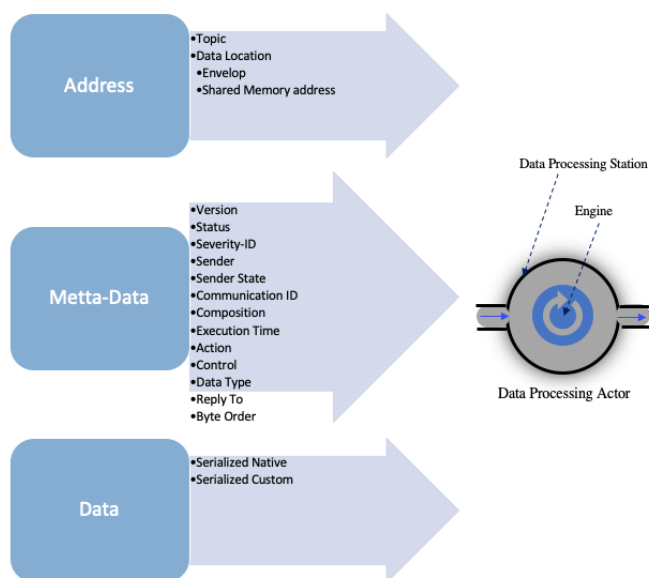 Address
•Topic
•Data Location
•Envelop
•Shared Memory address
Metta-Data
•Version
•Status
•Severity-ID
•Sender
•Sender State
•Communication ID
•Composition
•Execution Time
•Action
•Control
•Data Type
•Reply To
•Byte Order
Data
•Serialized Native
•Serialized Custom
Data Processing Station
Engine
Data Processing Actor